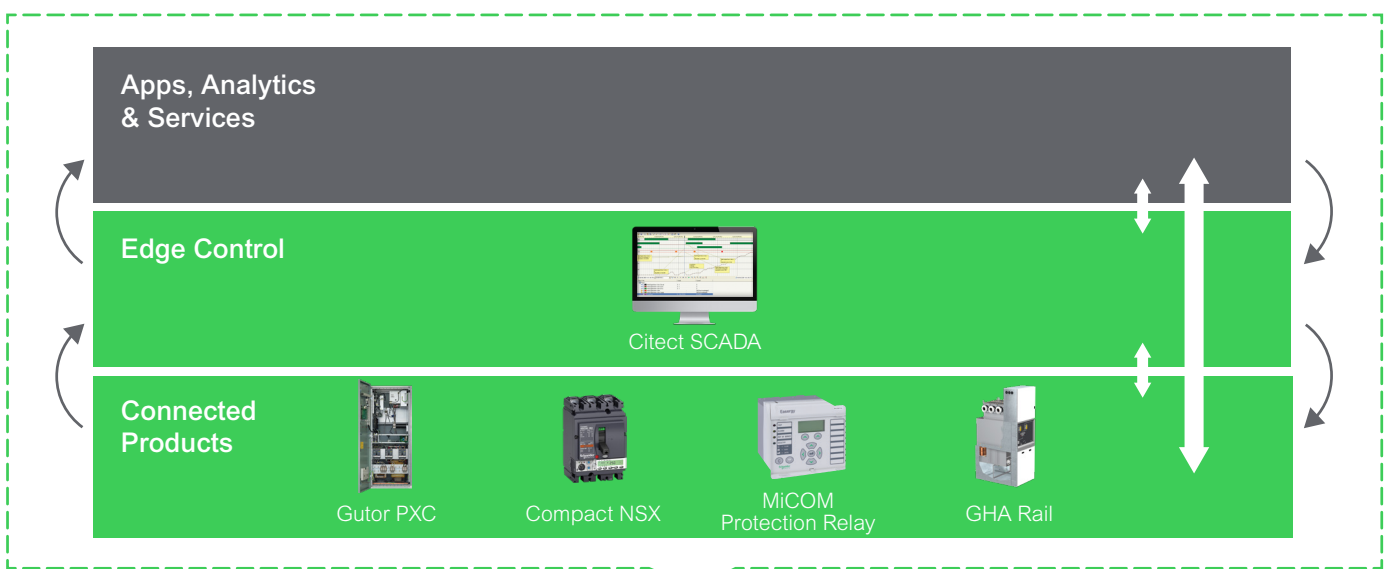 Apps, Analytics
& Services
Edge Control
Citect SCADA
Connected
Products
Gutor PXC
Compact NSX
MiCOM
Protection Relay
GHA Rail